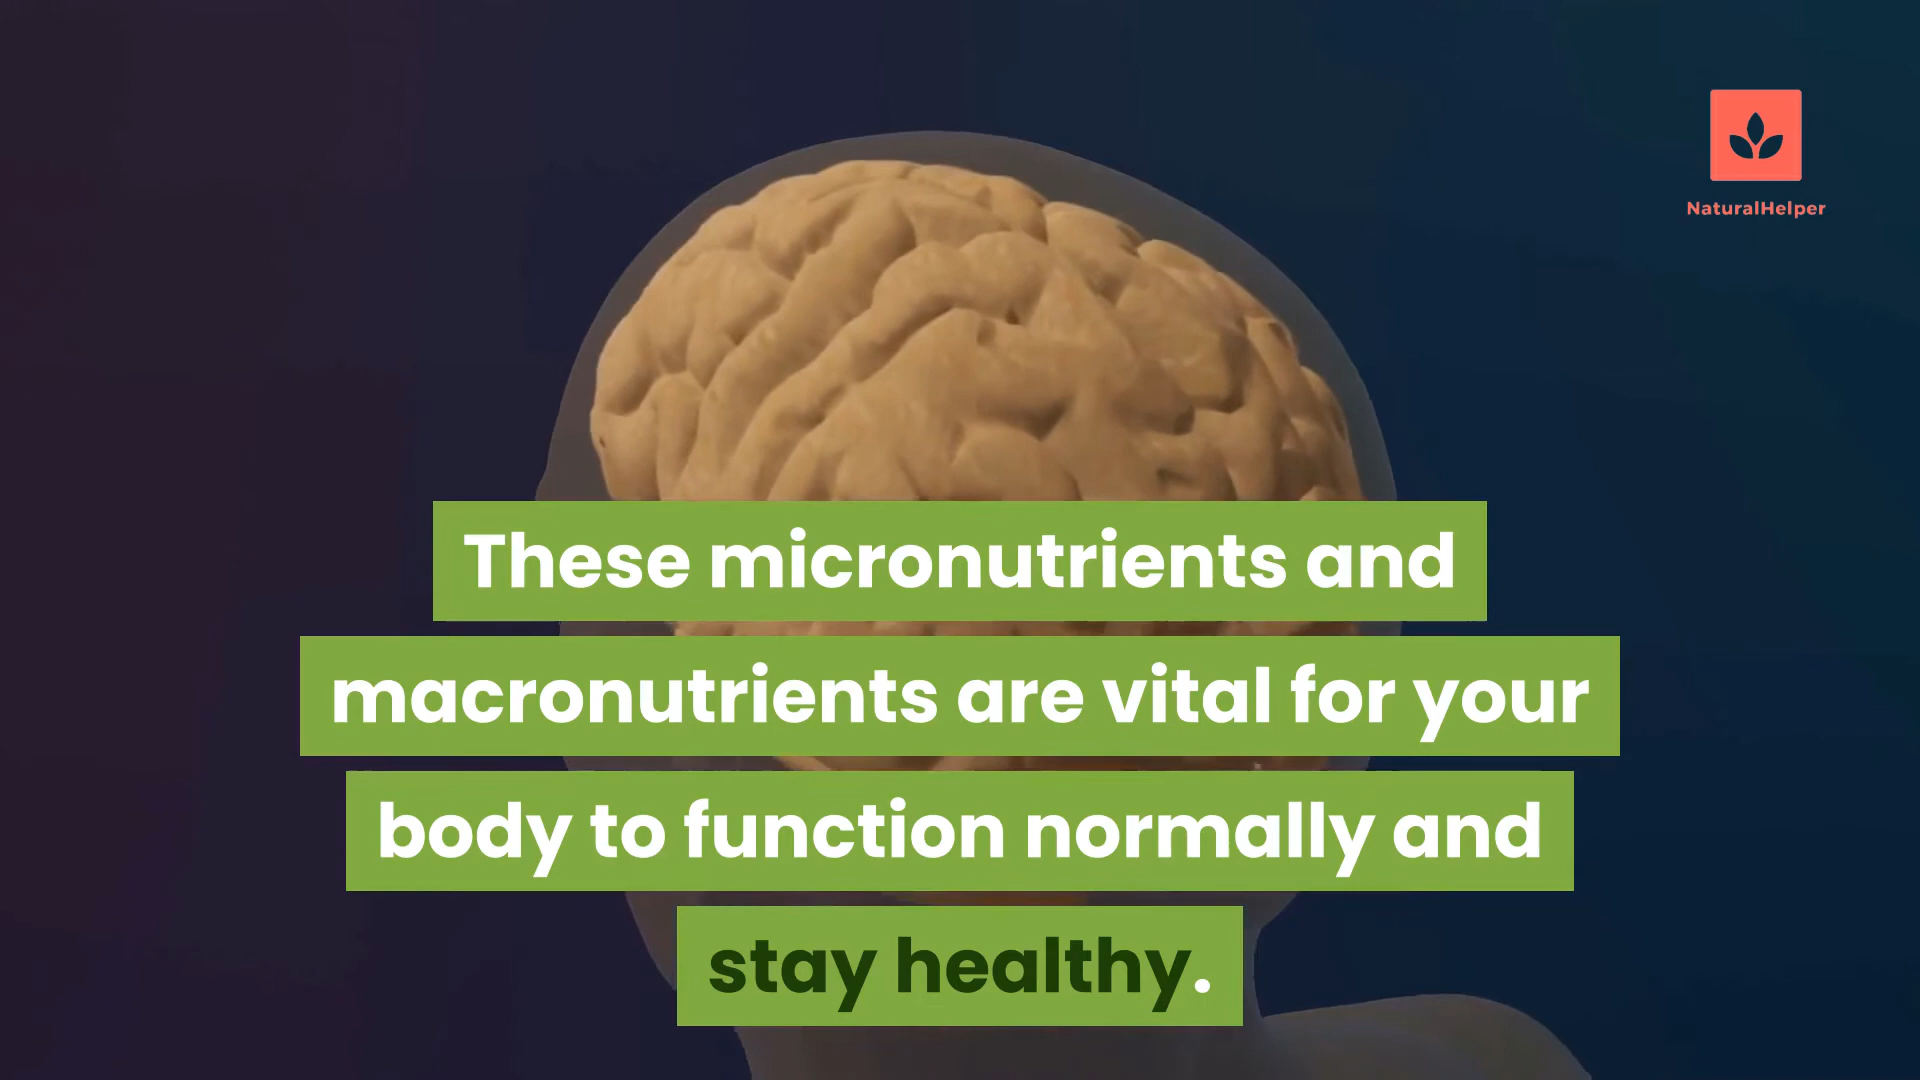 NaturalHelper
These micronutrients and
macronutrients are vital for your
body to function normally and
stay healthy.